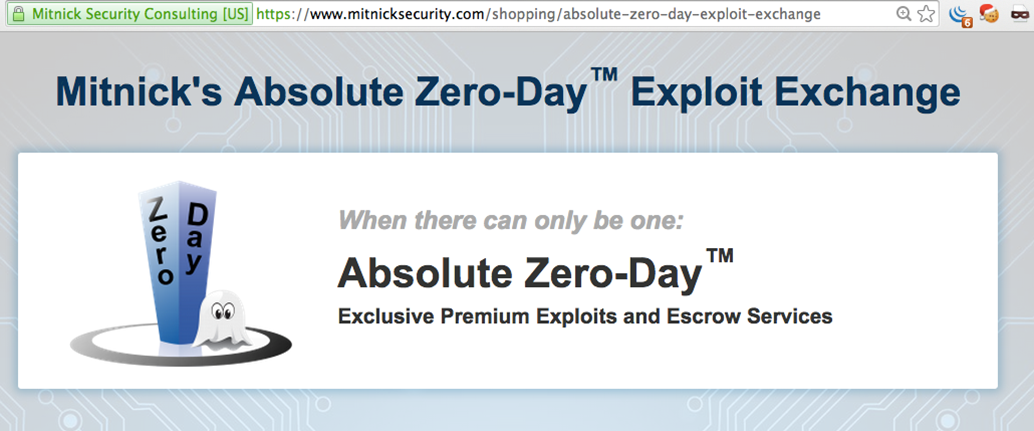 Mitnick Security Consulting [US] https://www.mitnicksecurity.com/shopping/absolute-zero-day-exploit-exchange
6
Mitnick's Absolute Zero-Day™ Exploit Exchange
Zero Day
When there can only be one:
Absolute Zero-Day™
Exclusive Premium Exploits and Escrow Services